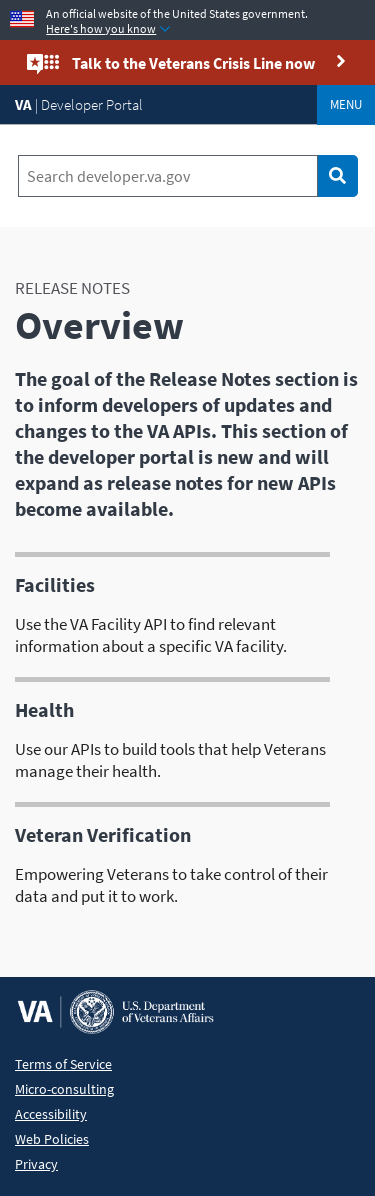 An official website of the United States government.
Here's how you know
Talk to the Veterans Crisis Line now
VA | Developer Portal
MENU
Search developer.va.gov
RELEASE NOTES
Overview
The goal of the Release Notes section is
to inform developers of updates and
changes to the VA APIs. This section of
the developer portal is new and will
expand as release notes for new APIs
become available.
Facilities
Use the VA Facility API to find relevant
information about a specific VA facility.
Health
Use our APIs to build tools that help Veterans
manage their health.
Veteran Verification
Empowering Veterans to take control of their
data and put it to work.
VA
U.S. Department
of Veterans Affairs
Terms of Service
Micro-consulting
Accessibility
Web Policies
Privacy